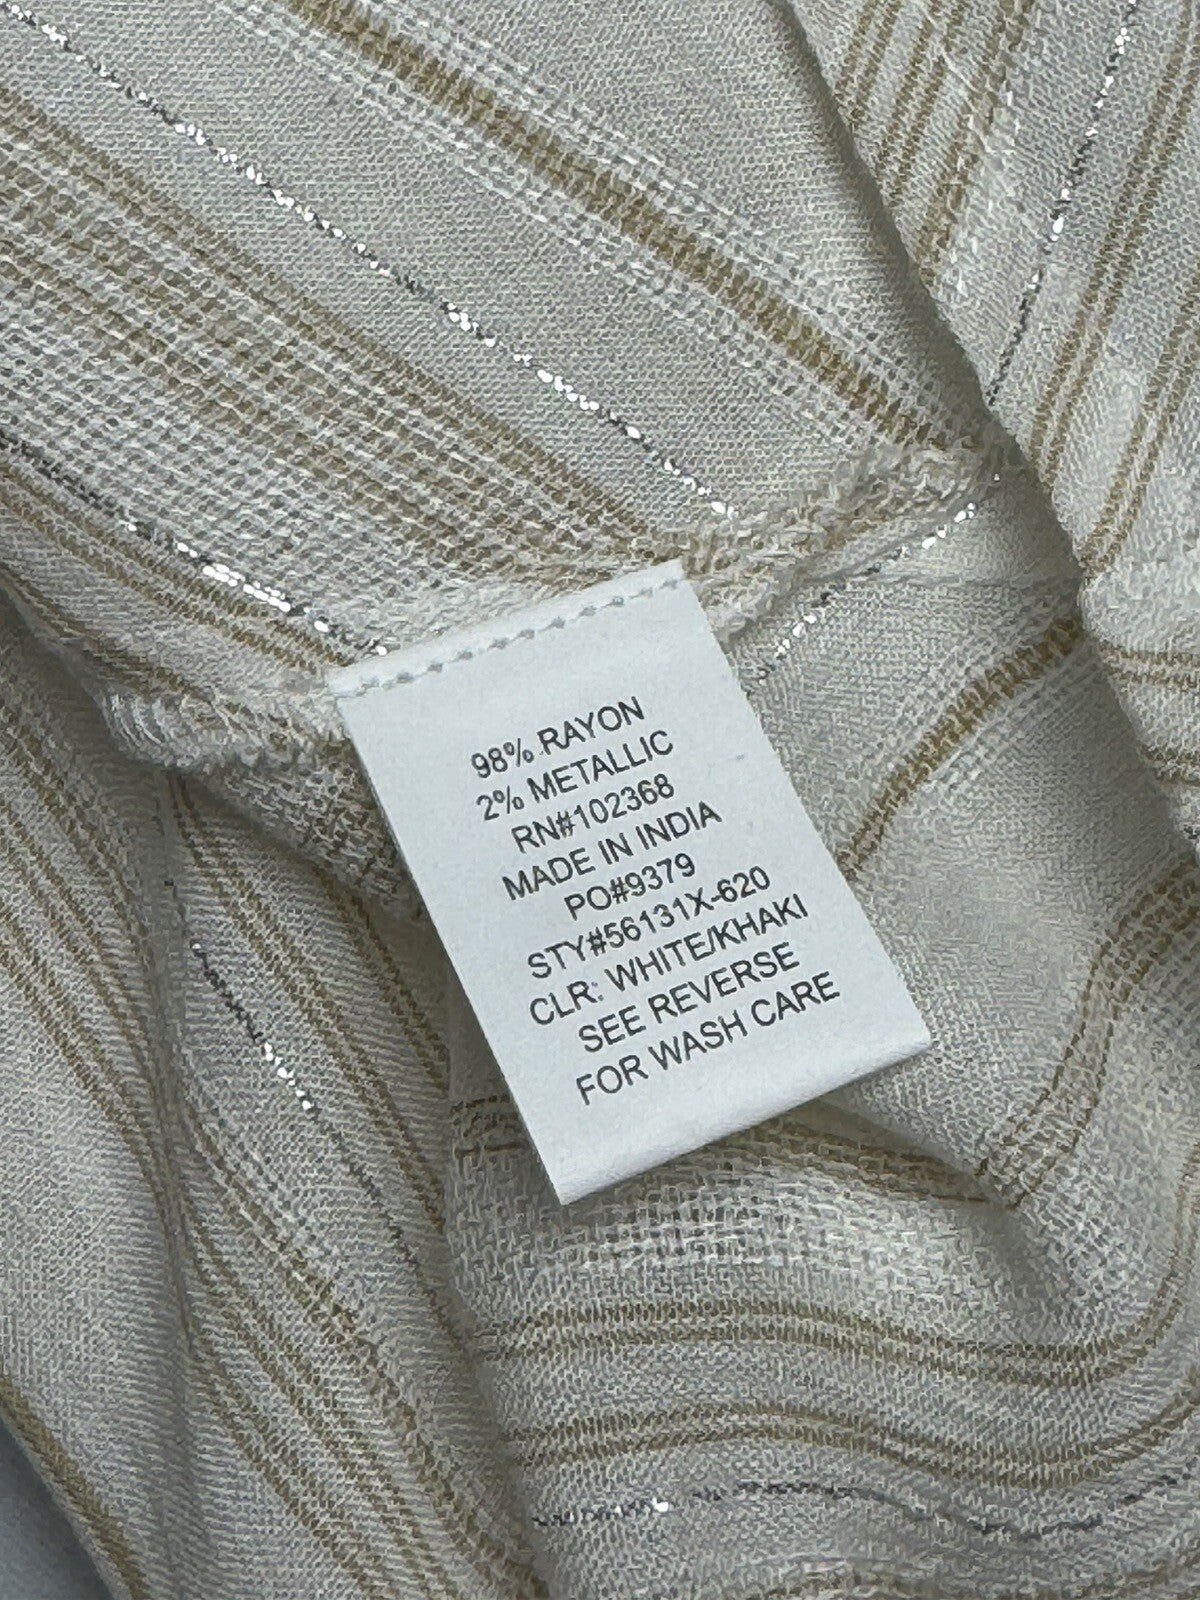 98% RAYON
2% METALLIC
RN#102368
MADE IN INDIA
PO#9379
STY#56131X-620
CLR: WHITE/KHAKI
SEE REVERSE
FOR WASH CARE